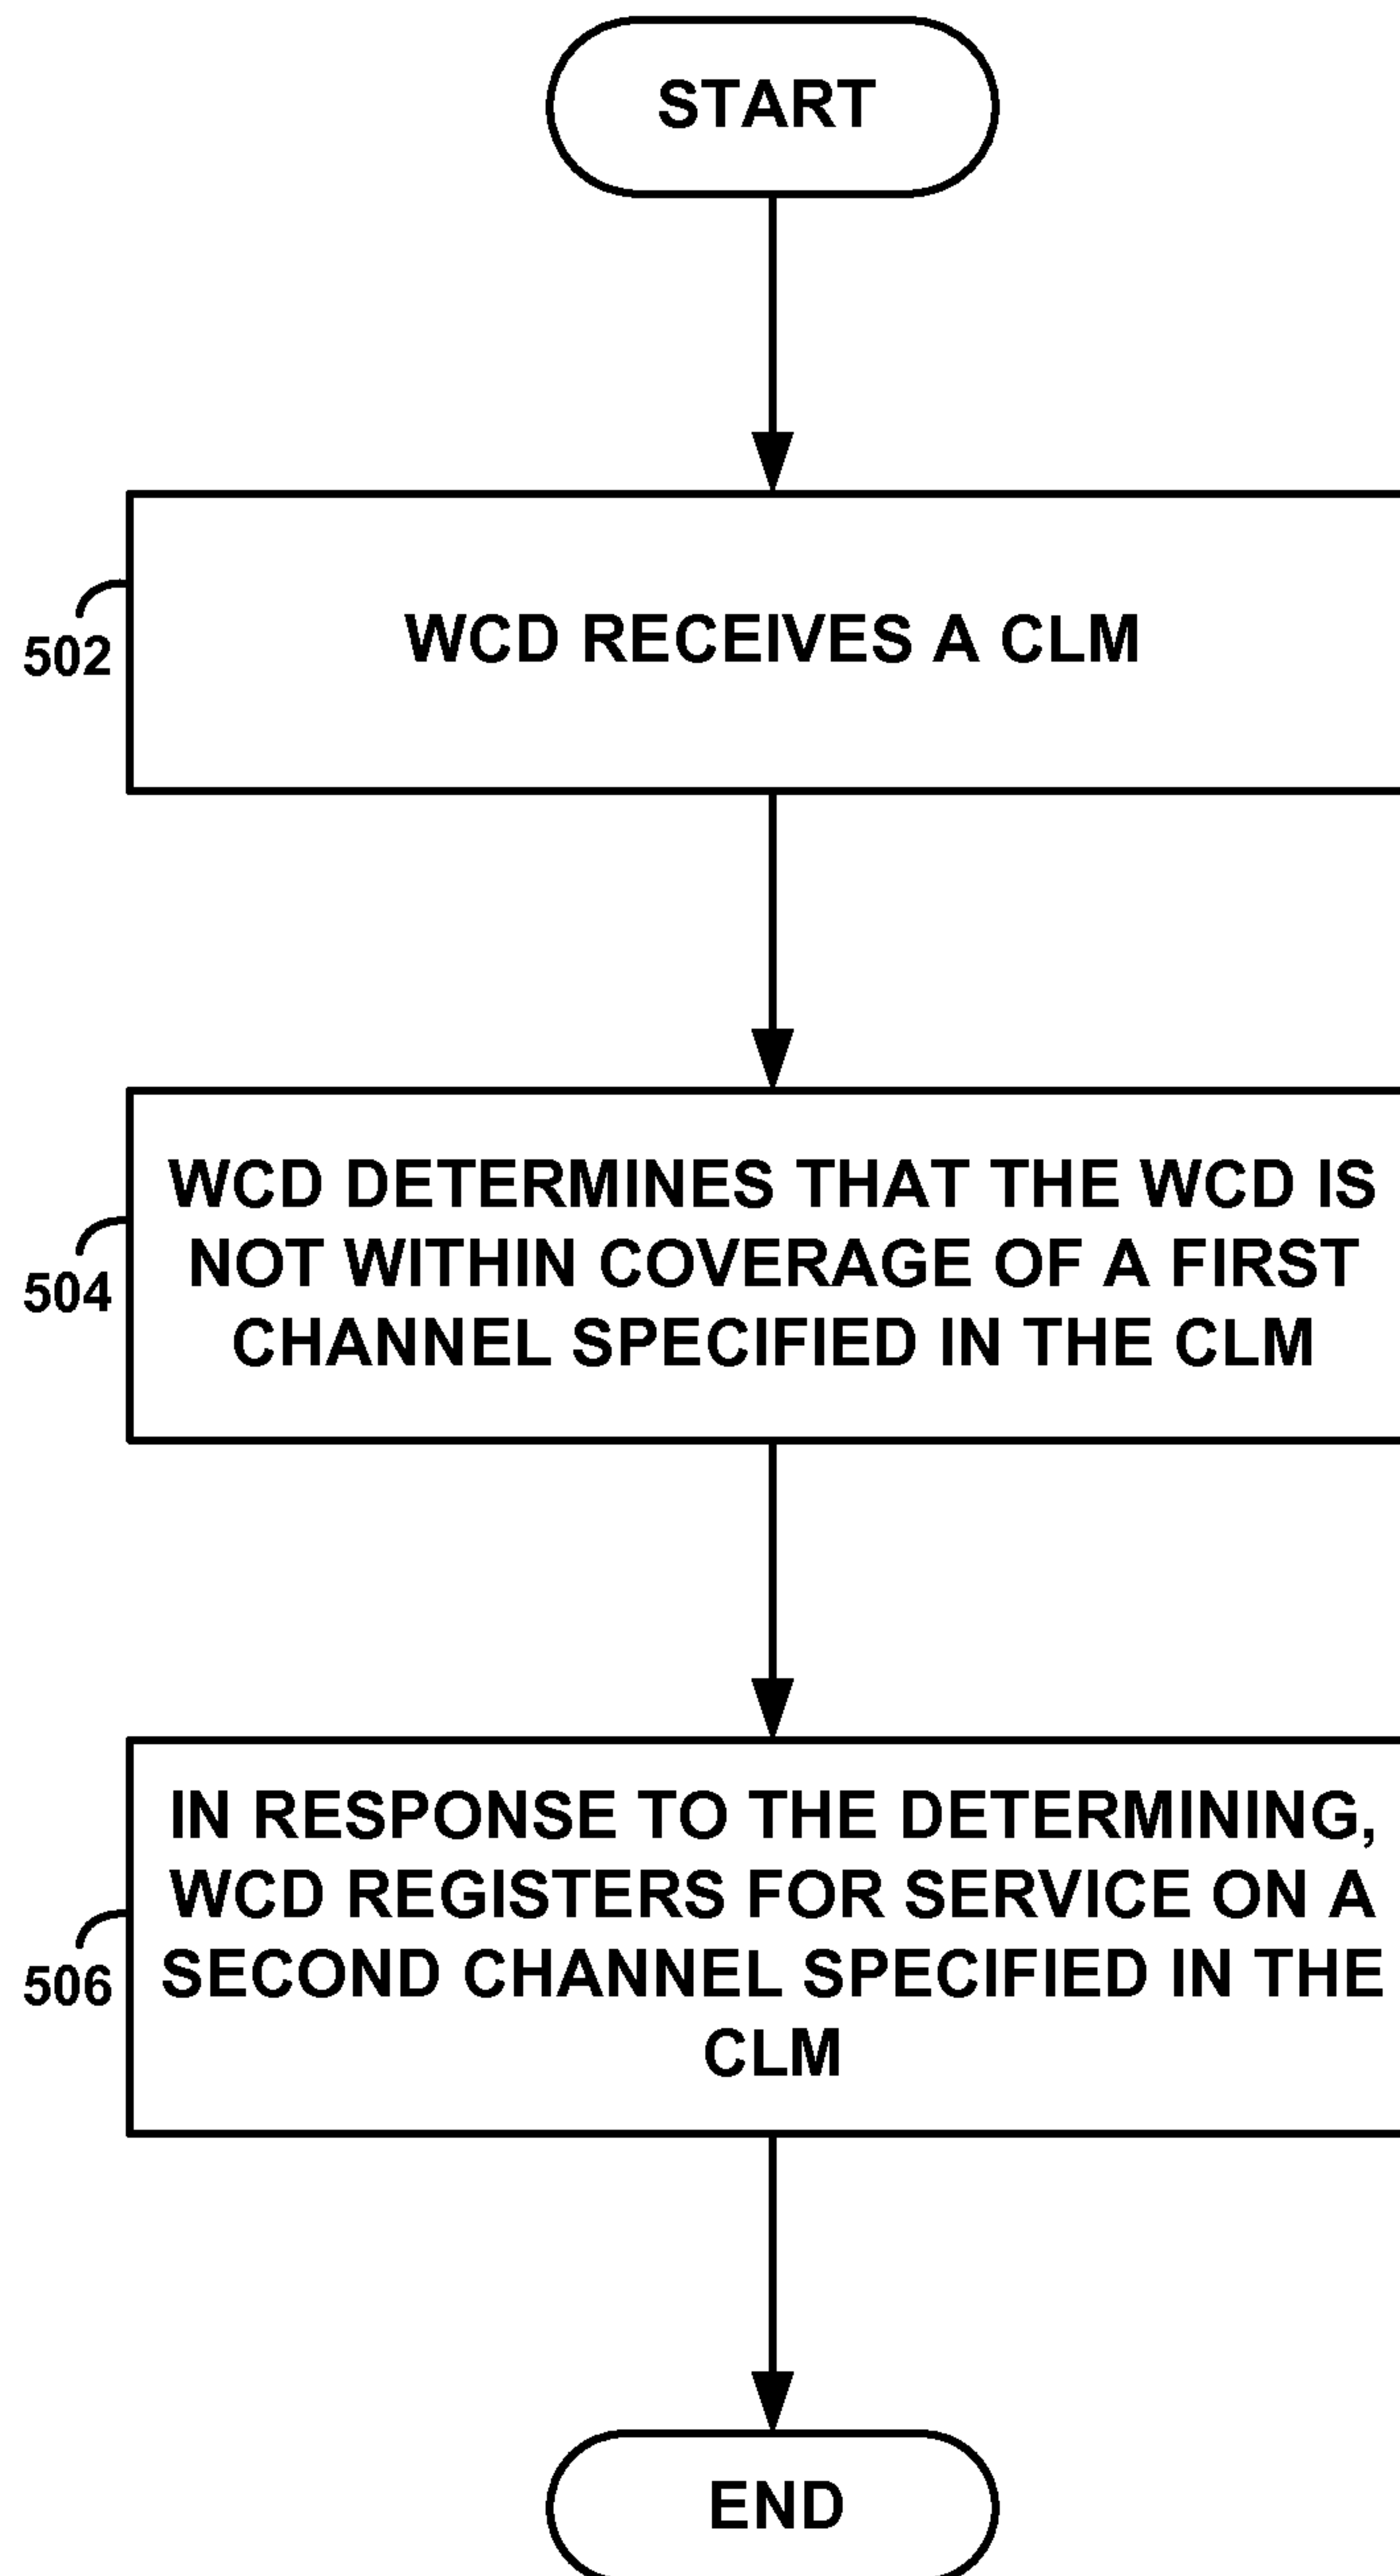 START
502
WCD RECEIVES A CLM
504
WCD DETERMINES THAT THE WCD IS
NOT WITHIN COVERAGE OF A FIRST
CHANNEL SPECIFIED IN THE CLM
506
IN RESPONSE TO THE DETERMINING,
WCD REGISTERS FOR SERVICE ON A
SECOND CHANNEL SPECIFIED IN THE
CLM
END